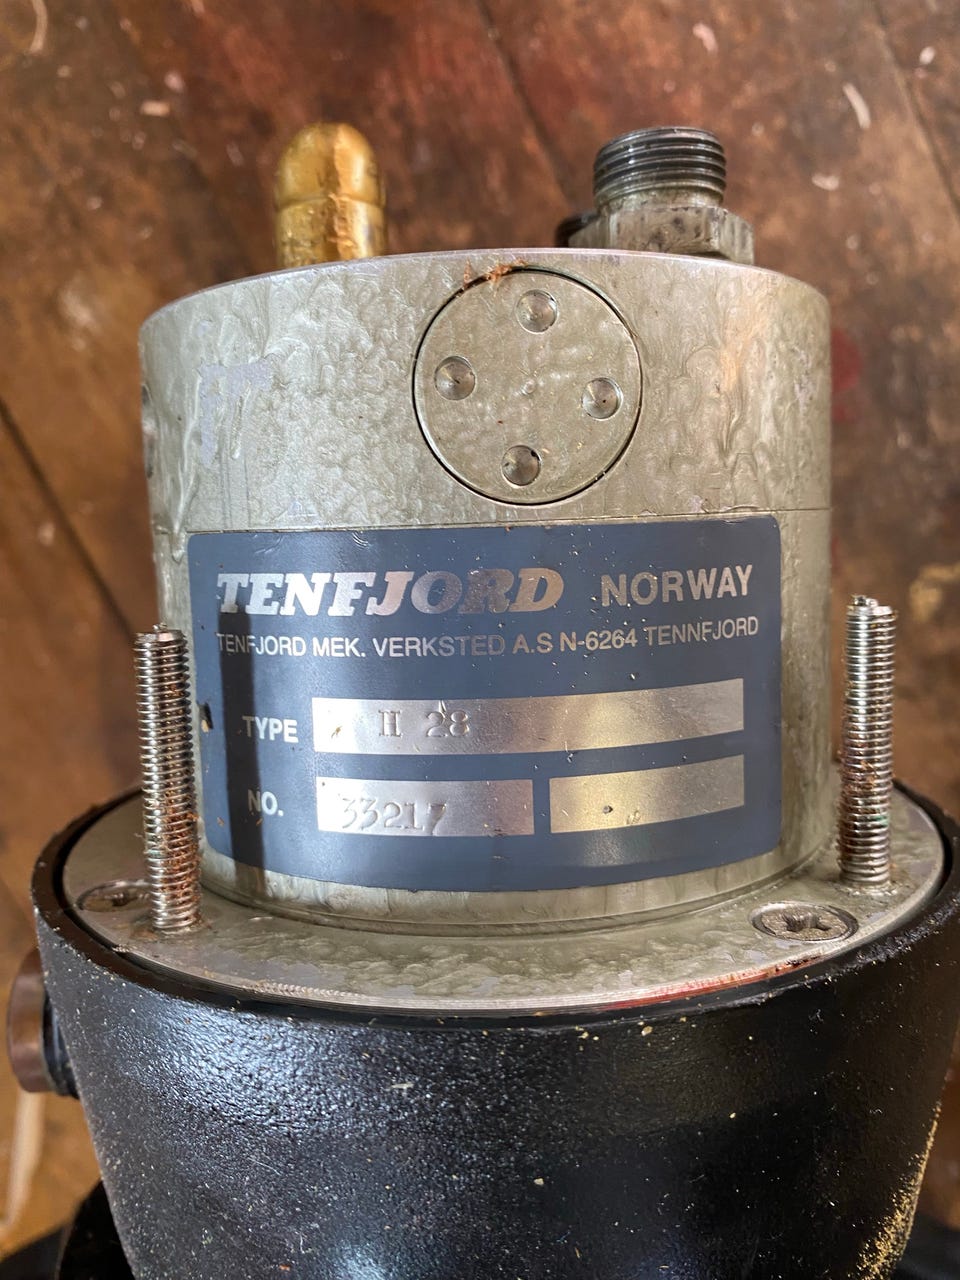 TENFJORD NORWAY
TENFJORD MEK. VERKSTED A.S N-6264 TENNFJORD
TYPE II 28
NO. 33217